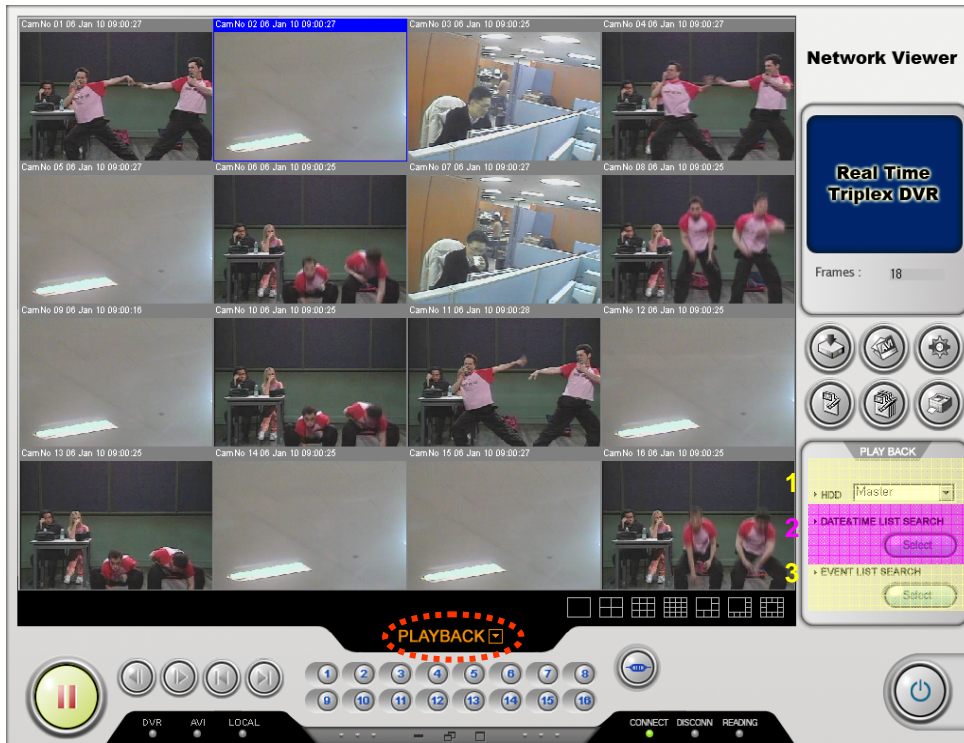 CamNo 01 06 Jan 10 09:00:27
CamNo 02 06 Jan 10 09:00:27
CamNo 03 06 Jan 10 09:00:25
CamNo 04 06 Jan 10 09:00:27
Network Viewer
CamNo 05 06 Jan 10 09:00:27
CamNo 06 06 Jan 10 09:00:25
CamNo 07 06 Jan 10 09:00:27
CamNo 08 06 Jan 10 09:00:25
Real Time
Triplex DVR
Frames : 18
CamNo 09 06 Jan 10 09:00:16
CamNo 10 06 Jan 10 09:00:25
CamNo 11 06 Jan 10 09:00:28
CamNo 12 06 Jan 10 09:00:25
AVI
CamNo 13 06 Jan 10 09:00:25
CamNo 14 06 Jan 10 09:00:25
CamNo 15 06 Jan 10 09:00:27
CamNo 16 06 Jan 10 09:00:25
PLAY BACK
1
HDD Master
2
DATE&TIME LIST SEARCH
Select
3
EVENT LIST SEARCH
Select
PLAYBACK
1 2 3 4 5 6 7 8
9 10 11 12 13 14 15 16
DVR AVI LOCAL
CONNECT DISCONN READING